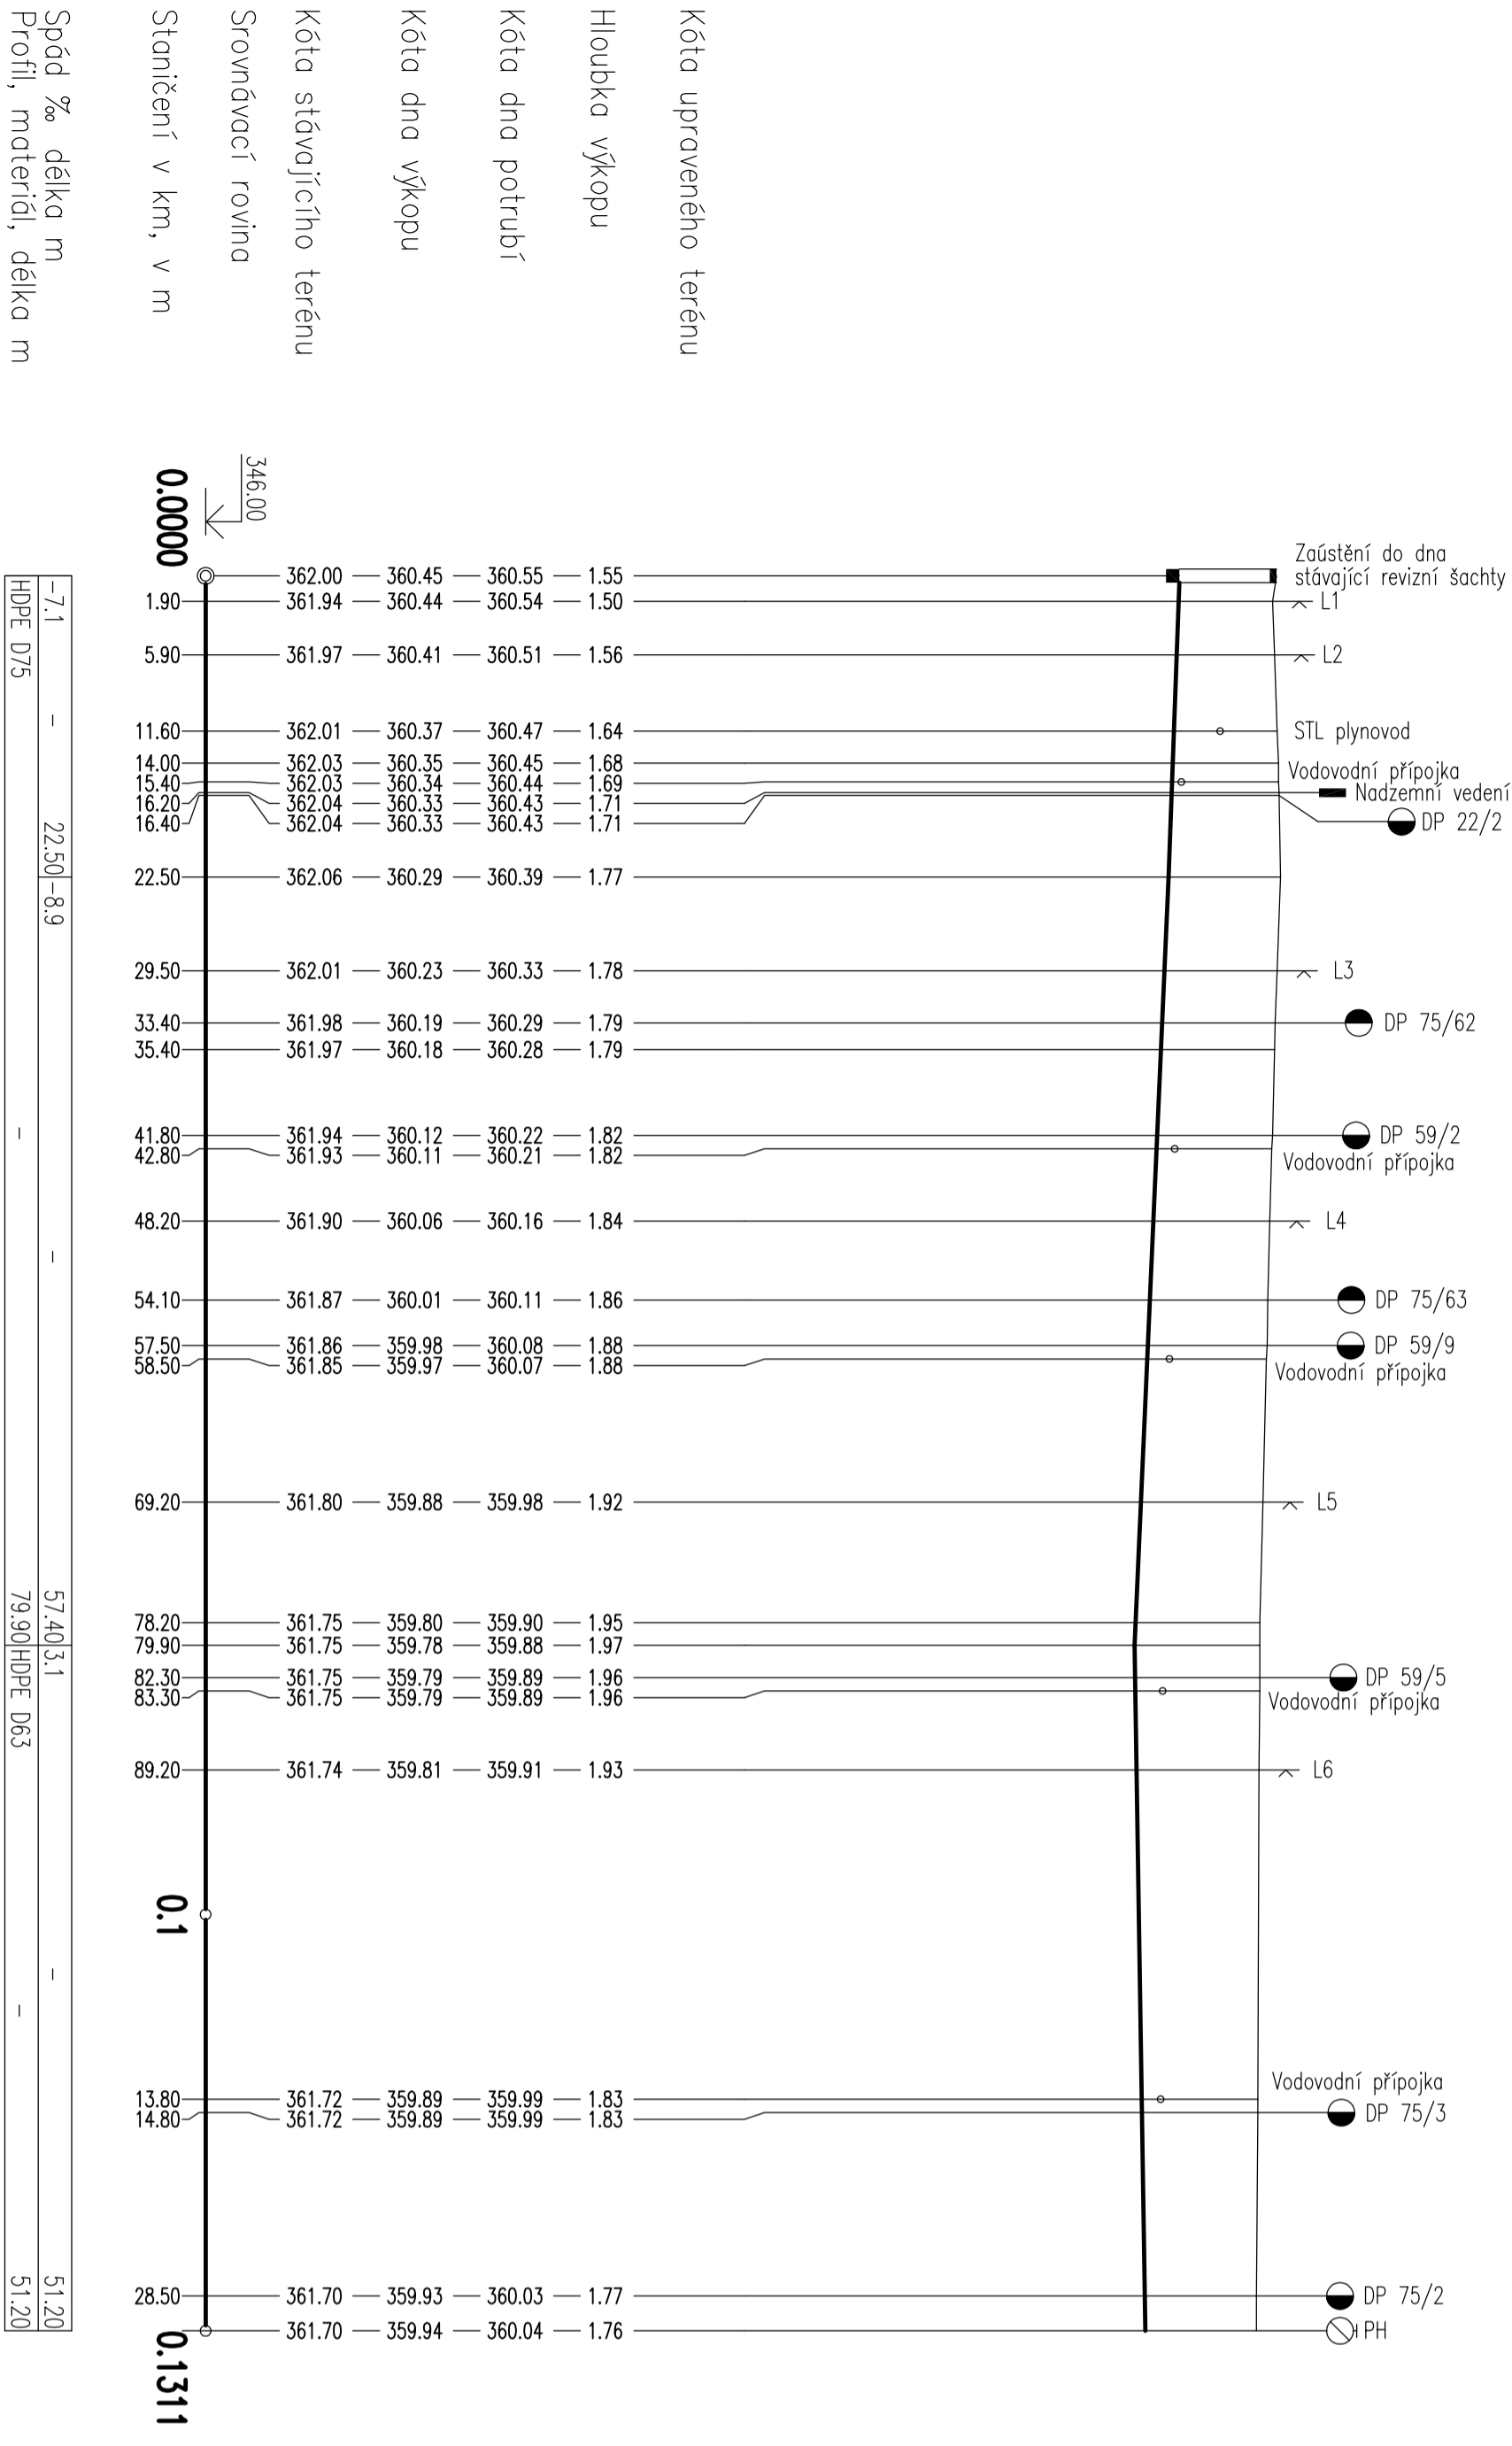 Kóta upraveného terénu
Hloubka výkopu
Kóta dna potrubí
Kóta dna výkopu
Kóta stávajícího terénu
Srovnávací rovina
Staničení v km, v m
Spád ‰ délka m
Profil, materiál, délka m
346.00
0.0000
Zaústění do dna
stávající revizní šachty
362.00 360.45 360.55 1.55
1.90 361.94 360.44 360.54 1.50 L1
5.90 361.97 360.41 360.51 1.56 L2
11.60 362.01 360.37 360.47 1.64 STL plynovod
14.00 362.03 360.35 360.45 1.68
15.40 362.03 360.34 360.44 1.69 Vodovodní přípojka
16.20 362.04 360.33 360.43 1.71 Nadzemní vedení
16.40 362.04 360.33 360.43 1.71 DP 22/2
22.50 362.06 360.29 360.39 1.77
29.50 362.01 360.23 360.33 1.78 L3
33.40 361.98 360.19 360.29 1.79 DP 75/62
35.40 361.97 360.18 360.28 1.79
41.80 361.94 360.12 360.22 1.82 DP 59/2
42.80 361.93 360.11 360.21 1.82 Vodovodní přípojka
48.20 361.90 360.06 360.16 1.84 L4
54.10 361.87 360.01 360.11 1.86 DP 75/63
57.50 361.86 359.98 360.08 1.88 DP 59/9
58.50 361.85 359.97 360.07 1.88 Vodovodní přípojka
69.20 361.80 359.88 359.98 1.92 L5
78.20 361.75 359.80 359.90 1.95
79.90 361.75 359.78 359.88 1.97
82.30 361.75 359.79 359.89 1.96 DP 59/5
83.30 361.75 359.79 359.89 1.96 Vodovodní přípojka
89.20 361.74 359.81 359.91 1.93 L6
0.1
13.80 361.72 359.89 359.99 1.83 Vodovodní přípojka
14.80 361.72 359.89 359.99 1.83 DP 75/3
28.50 361.70 359.93 360.03 1.77 DP 75/2
361.70 359.94 360.04 1.76 PH
0.1311
-7.1 - 22.50 -8.9 - 57.40 3.1 - 51.20
HDPE D75 - 79.90 HDPE D63 - 51.20